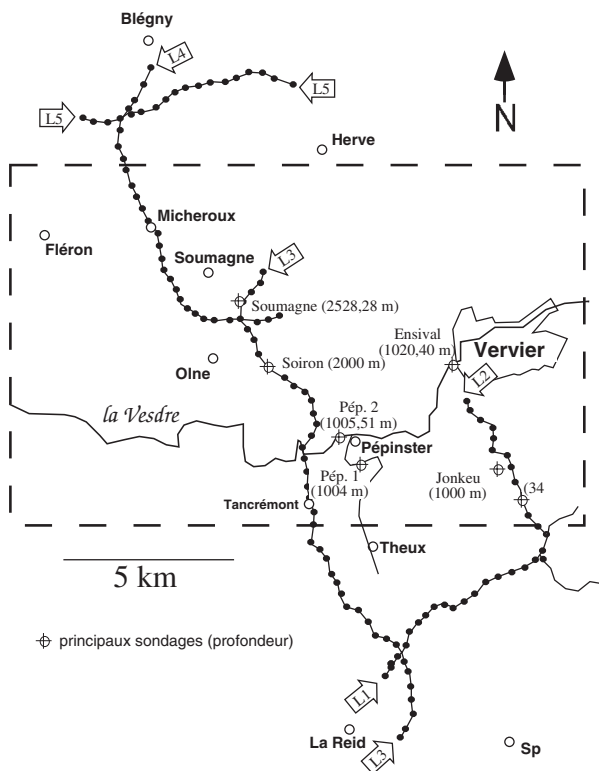 Blégny
L4
L5
L5
Herve
N
Micheroux
Fléron
Soumagne
L3
Soumagne (2528,28 m)
Ensival
(1020,40 m)
Vervier
Soiron (2000 m)
Olne
L2
la Vesdre
Pép. 2
(1005,51 m)
Pépinster
Pép. 1
(1004 m)
Jonkeu
(1000 m)
(34
Tancrémont
5 km
Theux
principaux sondages (profondeur)
L1
La Reid
L3
Sp